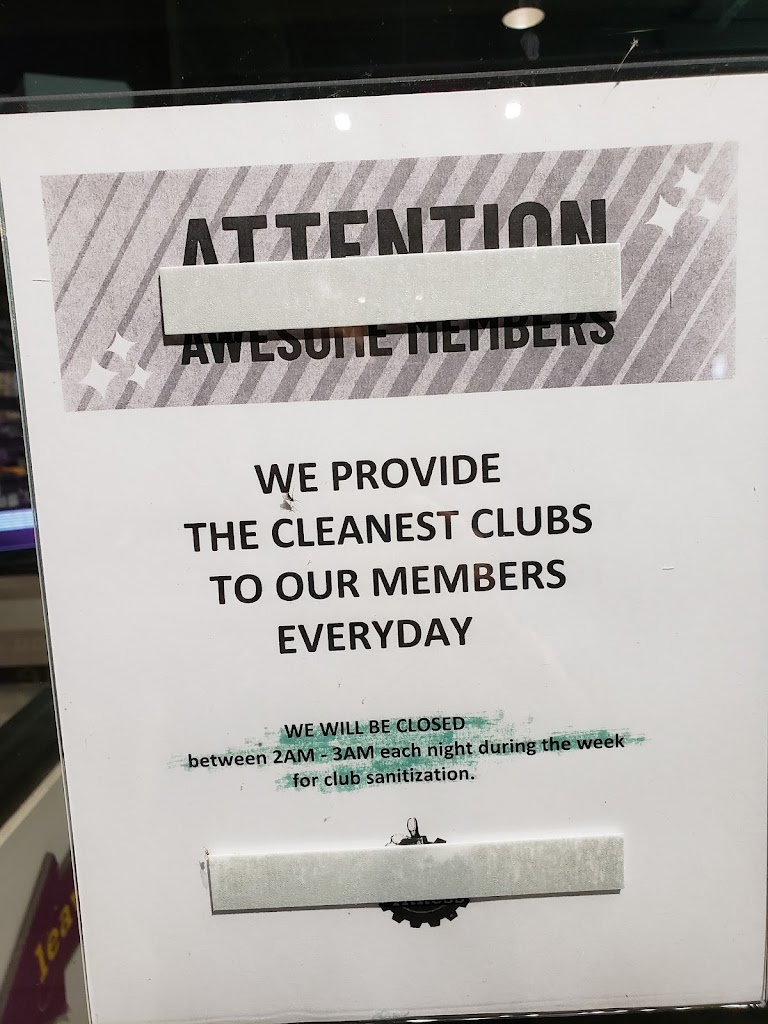 ATTENTION
AWESOME MEMBERS
WE PROVIDE
THE CLEANEST CLUBS
TO OUR MEMBERS
EVERYDAY
WE WILL BE CLOSED
between 2AM - 3AM each night during the week
for club sanitization.